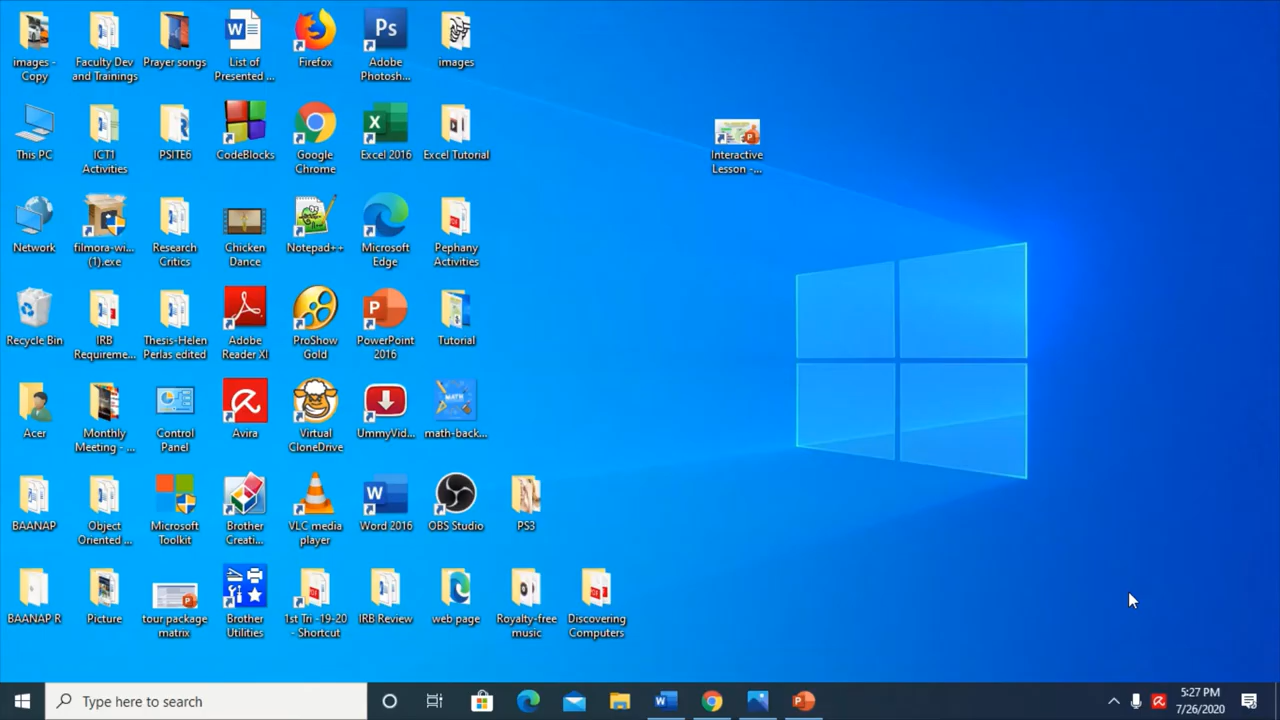 images -
Copy
Faculty Dev
and Trainings
Prayer songs
List of
Presented ...
Firefox
Adobe
Photosh...
images
This PC
ICT1
Activities
PSITE6
CodeBlocks
Google
Chrome
Excel 2016
Excel Tutorial
Interactive
Lesson -...
Network
filmora-wi...
(1).exe
Research
Critics
Chicken
Dance
Notepad++
Microsoft
Edge
Pephany
Activities
Recycle Bin
IRB
Requireme...
Thesis-Helen
Perlas edited
Adobe
Reader XI
ProShow
Gold
PowerPoint
2016
Tutorial
Acer
Monthly
Meeting - ...
Control
Panel
Avira
Virtual
CloneDrive
UmmyVid...
MATH
math-back...
BAANAP
Object
Oriented ...
Microsoft
Toolkit
Brother
Creati...
VLC media
player
Word 2016
OBS Studio
PS3
BAANAP R
Picture
tour package
matrix
Brother
Utilities
1st Tri -19-20
- Shortcut
IRB Review
web page
Royalty-free
music
Discovering
Computers
Type here to search
5:27 PM
7/26/2020